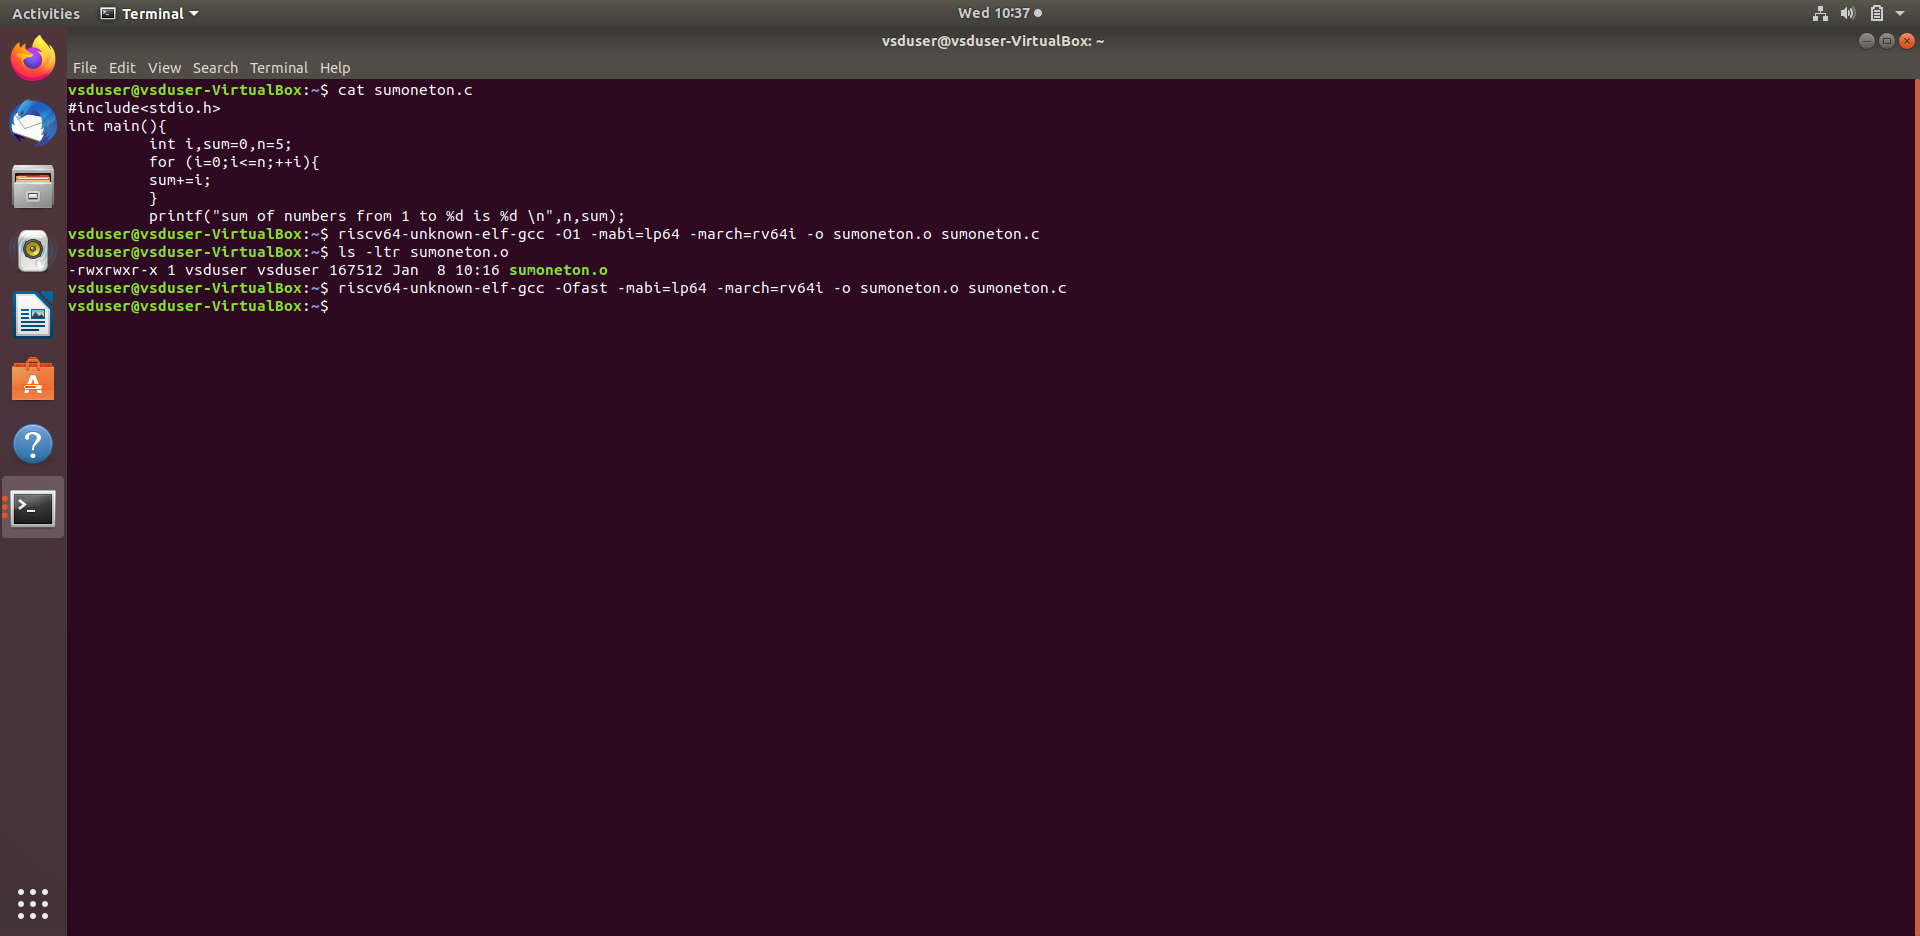 Activities Terminal Wed 10:37
vsduser@vsduser-VirtualBox: ~
File Edit View Search Terminal Help
vsduser@vsduser-VirtualBox:~$ cat sumoneton.c
#include<stdio.h>
int main(){
         int i,sum=0,n=5;
         for (i=0;i<=n;++i){
         sum+=i;
         }
         printf("sum of numbers from 1 to %d is %d \n",n,sum);
vsduser@vsduser-VirtualBox:~$ riscv64-unknown-elf-gcc -O1 -mabi=lp64 -march=rv64i -o sumoneton.o sumoneton.c
vsduser@vsduser-VirtualBox:~$ ls -ltr sumoneton.o
-rwxrwxr-x 1 vsduser vsduser 167512 Jan  8 10:16 sumoneton.o
vsduser@vsduser-VirtualBox:~$ riscv64-unknown-elf-gcc -Ofast -mabi=lp64 -march=rv64i -o sumoneton.o sumoneton.c
vsduser@vsduser-VirtualBox:~$